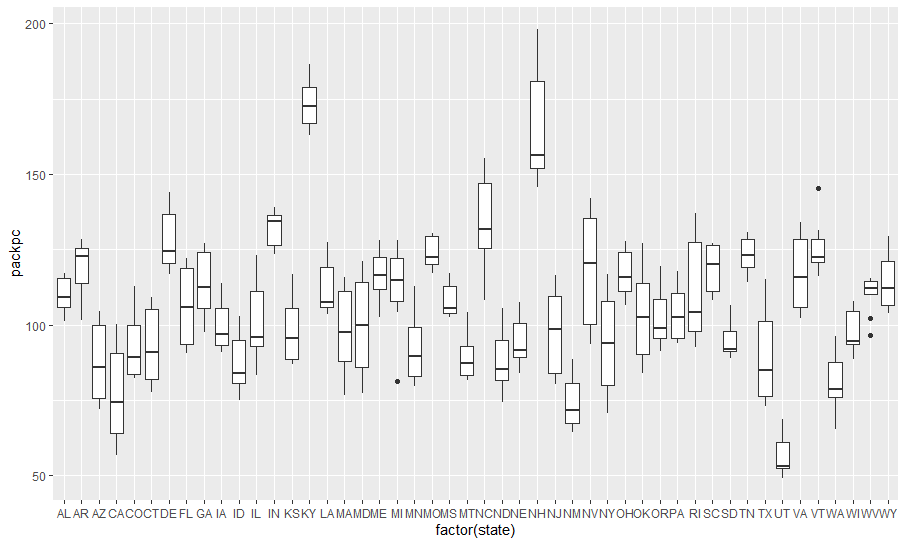 200
150
100
50
packpc
AL AR AZ CA CO CT DE FL GA IA ID IL IN KS KY LA MA MD ME MI MN MO MS MT NC ND NE NH NJ NM NV NY OH OK OR PA RI SC SD TN TX UT VA VT WA WI WV WY
factor(state)